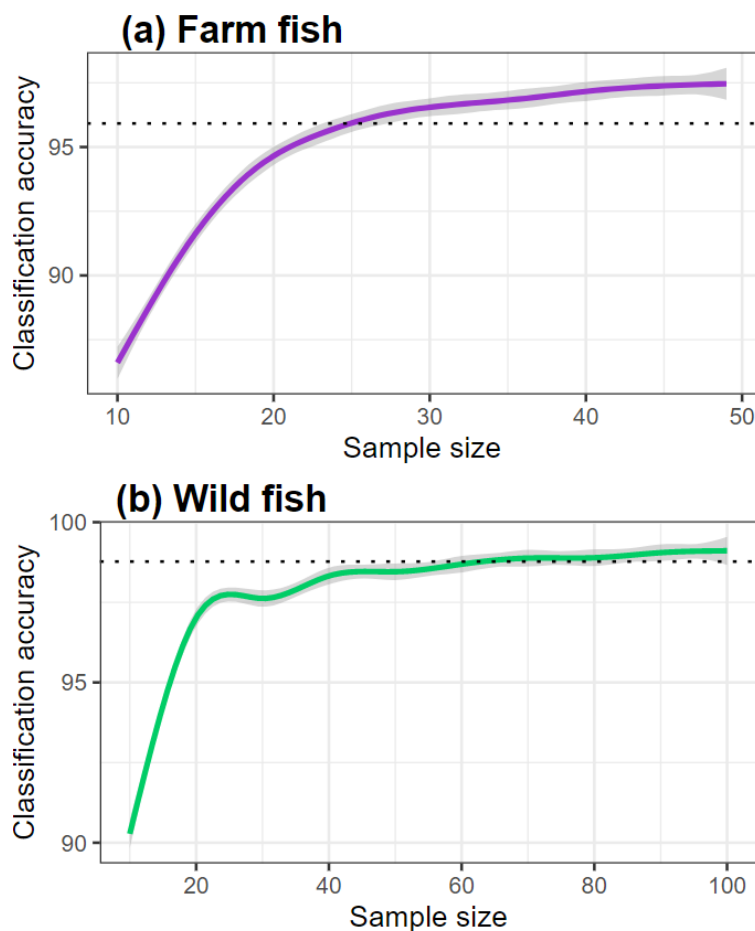 (a) Farm fish
Classification accuracy
95
90
10 20 30 40 50
Sample size
(b) Wild fish
Classification accuracy
100
95
90
20 40 60 80 100
Sample size